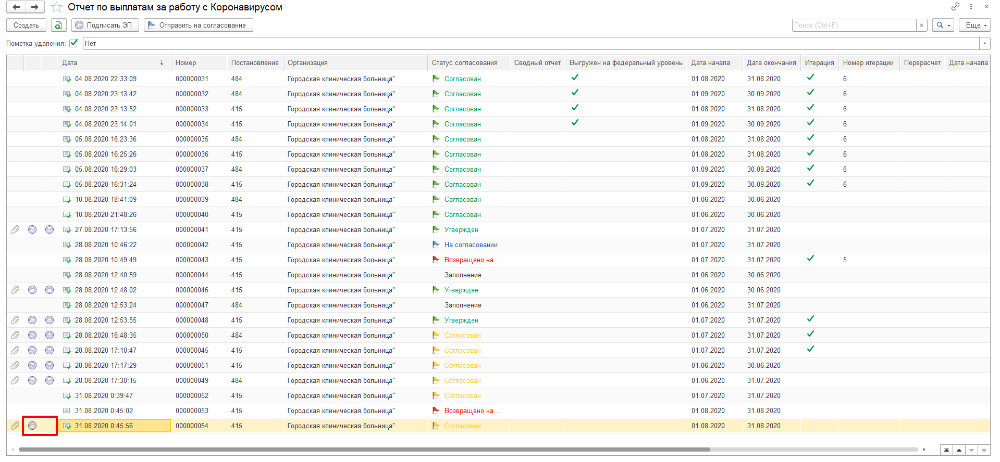 Отчет по выплатам за работу с Коронавирусом
Создать Подписать ЭП Отправить на согласование Поиск (Ctrl+F) × Еще
Пометка удаления: Нет
Дата ↓ Номер Постановление Организация Статус согласования Сводный отчет Выгружен на федеральный уровень Дата начала Дата окончания Итерация Номер итерации Перерасчет Дата начала
04.08.2020 22:33:09 000000031 484 Городская клиническая больница" Согласован 01.08.2020 31.08.2020 6
04.08.2020 23:13:42 000000032 484 Городская клиническая больница" Согласован 01.09.2020 30.09.2020 6
04.08.2020 23:13:52 000000033 415 Городская клиническая больница" Согласован 01.08.2020 31.08.2020 6
04.08.2020 23:14:01 000000034 415 Городская клиническая больница" Согласован 01.09.2020 30.09.2020 6
05.08.2020 16:23:36 000000035 484 Городская клиническая больница" Согласован 01.08.2020 31.08.2020 6
05.08.2020 16:25:26 000000036 415 Городская клиническая больница" Согласован 01.08.2020 31.08.2020 6
05.08.2020 16:29:03 000000037 484 Городская клиническая больница" Согласован 01.09.2020 30.09.2020 6
05.08.2020 16:31:24 000000038 415 Городская клиническая больница" Согласован 01.09.2020 30.09.2020 6
10.08.2020 18:41:09 000000039 484 Городская клиническая больница" Согласован 01.06.2020 30.06.2020
10.08.2020 21:48:26 000000040 415 Городская клиническая больница" Согласован 01.06.2020 30.06.2020
27.08.2020 17:13:56 000000041 415 Городская клиническая больница" Утвержден 01.07.2020 31.07.2020
28.08.2020 10:46:22 000000042 415 Городская клиническая больница" На согласовании 01.07.2020 31.07.2020
28.08.2020 10:49:49 000000043 415 Городская клиническая больница" Возвращено на ... 01.07.2020 31.07.2020 5
28.08.2020 12:40:59 000000044 415 Городская клиническая больница" Заполнение 01.06.2020 30.06.2020
28.08.2020 12:48:02 000000046 415 Городская клиническая больница" Утвержден 01.06.2020 30.06.2020
28.08.2020 12:53:24 000000047 484 Городская клиническая больница" Заполнение 01.06.2020 31.07.2020
28.08.2020 12:53:55 000000048 415 Городская клиническая больница" Утвержден 01.07.2020 31.07.2020
28.08.2020 16:48:35 000000050 484 Городская клиническая больница" Согласован 01.07.2020 31.07.2020
28.08.2020 17:10:47 000000045 415 Городская клиническая больница" Согласован 01.07.2020 31.07.2020
28.08.2020 17:17:29 000000051 415 Городская клиническая больница" Согласован 01.06.2020 30.06.2020
28.08.2020 17:30:15 000000049 484 Городская клиническая больница" Согласован 01.06.2020 31.07.2020
31.08.2020 0:39:47 000000052 415 Городская клиническая больница" Согласован 01.07.2020 31.07.2020
31.08.2020 0:45:02 000000053 415 Городская клиническая больница" Возвращено на ... 01.08.2020 31.08.2020
31.08.2020 0:45:56 000000054 415 Городская клиническая больница" Согласован 01.08.2020 31.08.2020